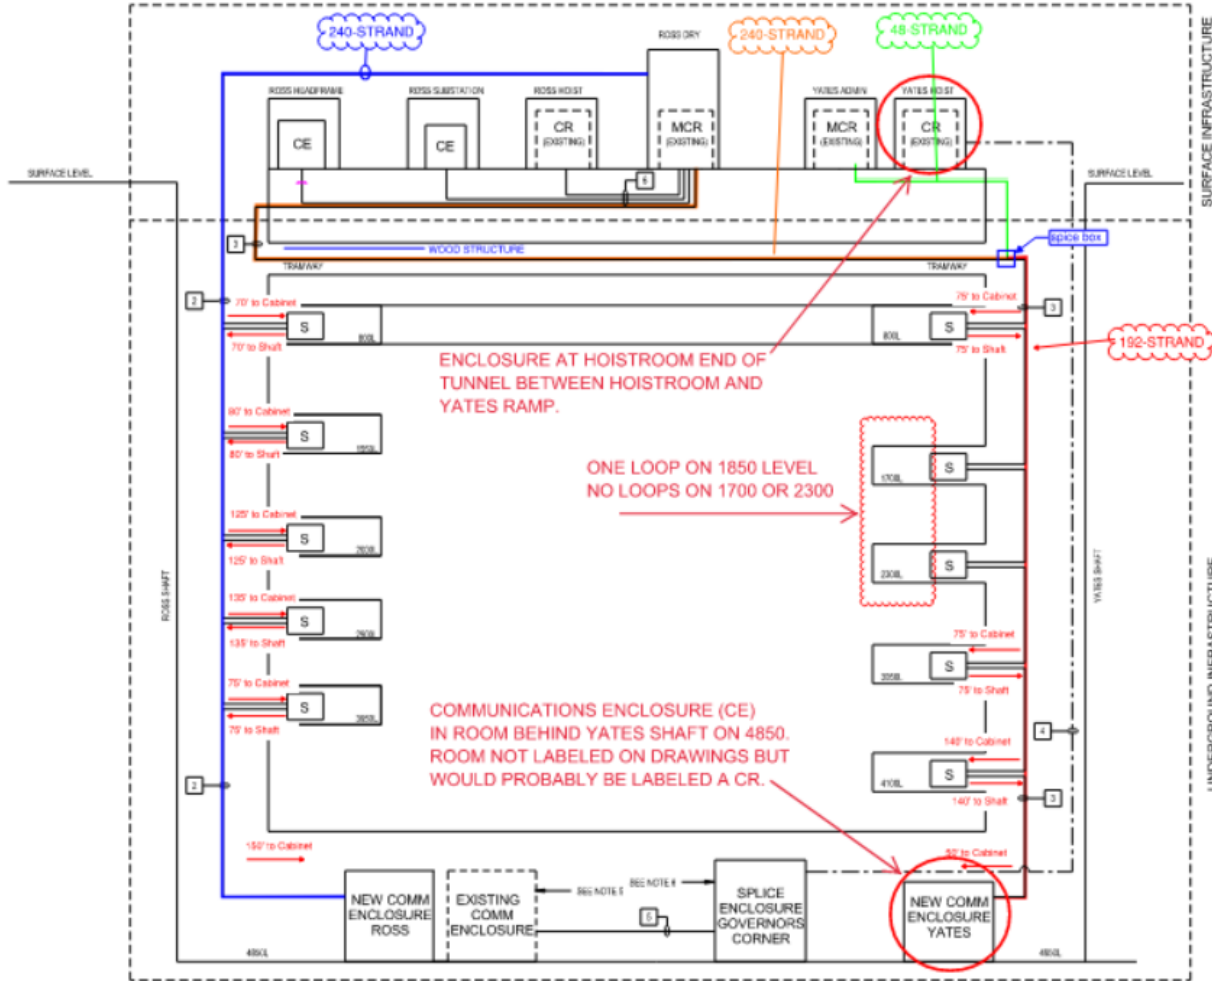 240-STRAND
ROSS DRY
240-STRAND
48-STRAND
ROSS HEADFRAME
ROSS SUBSTATION
ROSS HOIST
YATES ADMIN
YATES HOIST
CE
CE
CR
(EXISTING)
MCR
(EXISTING)
MCR
(EXISTING)
CR
(EXISTING)
SURFACE INFRASTRUCTURE
SURFACE LEVEL
SURFACE LEVEL
6
3
WOOD STRUCTURE
spice box
TRAMWAY
TRAMWAY
2
70' to Cabinet
S
800L
70' to Shaft
75' to Cabinet
3
S
800L
75' to Shaft
192-STRAND
ENCLOSURE AT HOISTROOM END OF
TUNNEL BETWEEN HOISTROOM AND
YATES RAMP.
80' to Cabinet
S
80' to Shaft
ONE LOOP ON 1850 LEVEL
NO LOOPS ON 1700 OR 2300
S
1700L
125' to Cabinet
S
125' to Shaft
S
2300L
ROSS SHAFT
YATES SHAFT
UNDERGROUND INFRASTRUCTURE
135' to Cabinet
S
135' to Shaft
75' to Cabinet
S
75' to Shaft
75' to Cabinet
S
75' to Shaft
COMMUNICATIONS ENCLOSURE (CE)
IN ROOM BEHIND YATES SHAFT ON 4850.
ROOM NOT LABELED ON DRAWINGS BUT
WOULD PROBABLY BE LABELED A CR.
4
140' to Cabinet
S
4100L
140' to Shaft
3
2
150' to Cabinet
50' to Cabinet
NEW COMM
ENCLOSURE
ROSS
EXISTING
COMM
ENCLOSURE
SEE NOTE 5
SEE NOTE 6
5
SPLICE
ENCLOSURE
GOVERNORS
CORNER
NEW COMM
ENCLOSURE
YATES
4850L
4850L